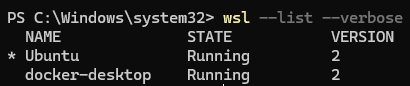 PS C:\Windows\system32> wsl --list --verbose
NAME STATE VERSION
* Ubuntu Running 2
docker-desktop Running 2